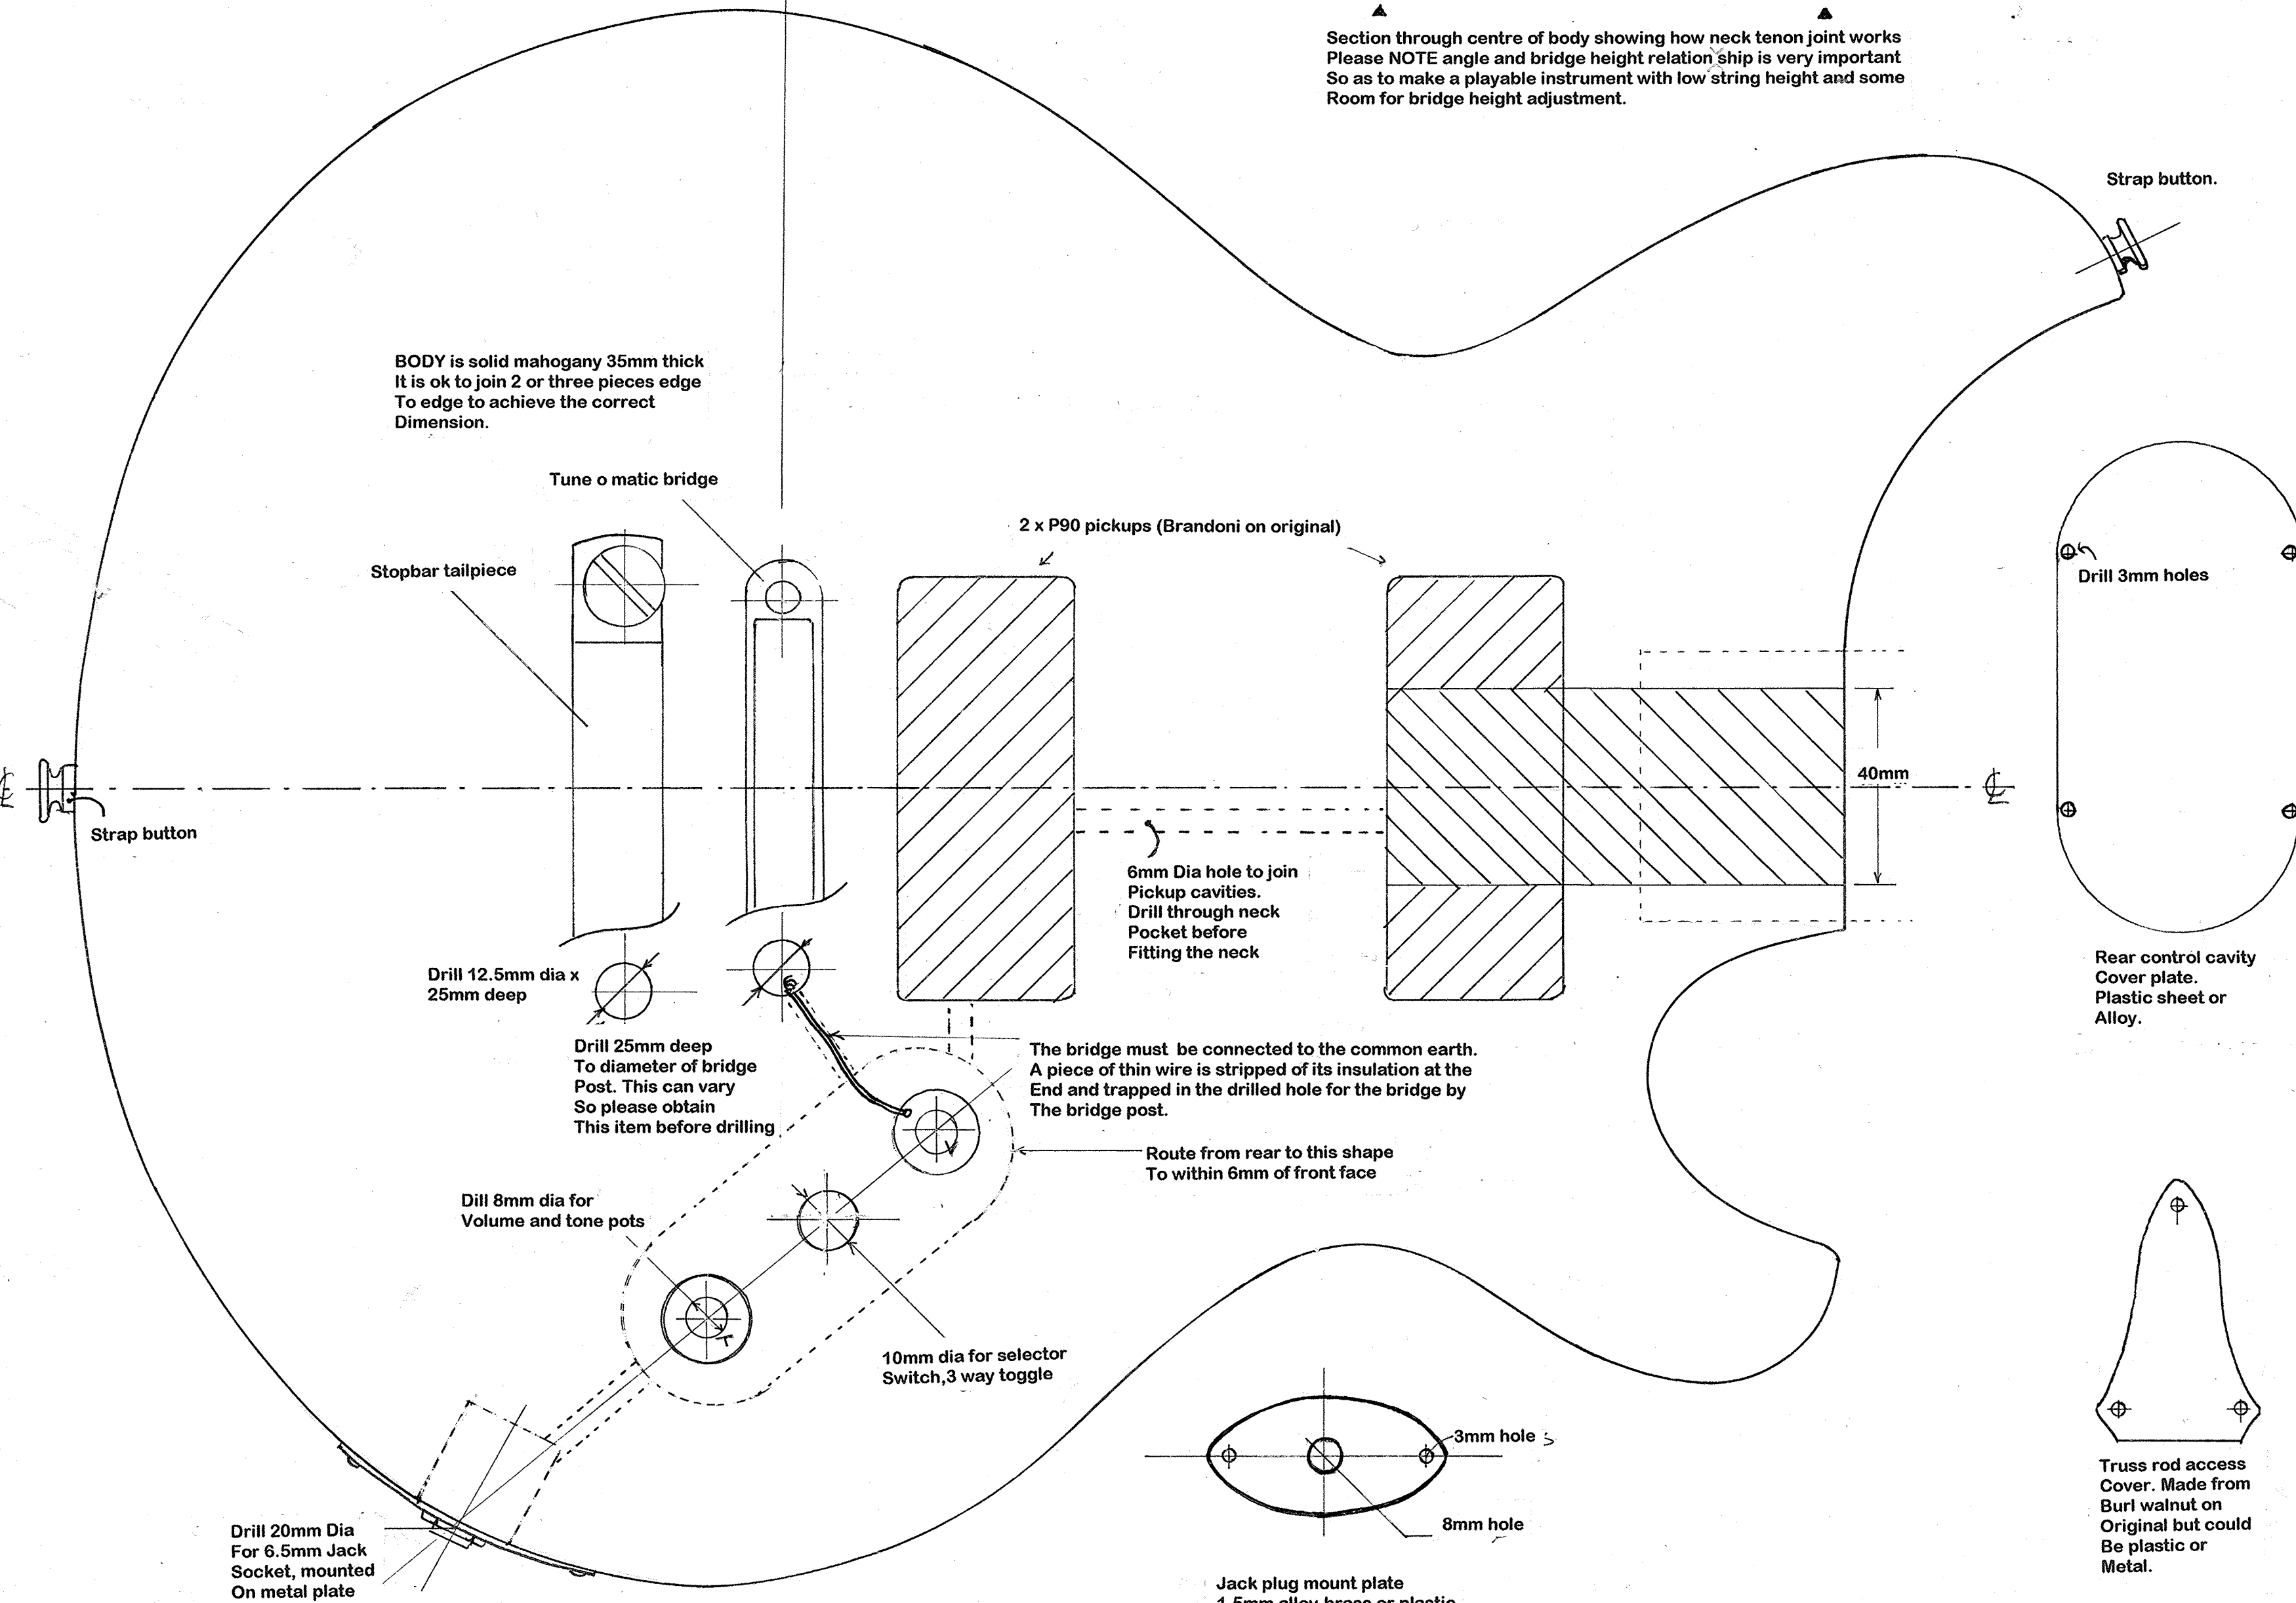 Section through centre of body showing how neck tenon joint works
Please NOTE angle and bridge height relation ship is very important
So as to make a playable instrument with low string height and some
Room for bridge height adjustment.
Strap button.
BODY is solid mahogany 35mm thick
It is ok to join 2 or three pieces edge
To edge to achieve the correct
Dimension.
Tune o matic bridge
2 x P90 pickups (Brandoni on original)
Stopbar tailpiece
Drill 3mm holes
40mm
Strap button
6mm Dia hole to join
Pickup cavities.
Drill through neck
Pocket before
Fitting the neck
Rear control cavity
Cover plate.
Plastic sheet or
Alloy.
Drill 12.5mm dia x
25mm deep
Drill 25mm deep
To diameter of bridge
Post. This can vary
So please obtain
This item before drilling
The bridge must be connected to the common earth.
A piece of thin wire is stripped of its insulation at the
End and trapped in the drilled hole for the bridge by
The bridge post.
V
Route from rear to this shape
To within 6mm of front face
Dill 8mm dia for
Volume and tone pots
T
10mm dia for selector
Switch,3 way toggle
3mm hole s
8mm hole
Truss rod access
Cover. Made from
Burl walnut on
Original but could
Be plastic or
Metal.
Drill 20mm Dia
For 6.5mm Jack
Socket, mounted
On metal plate
Jack plug mount plate
1.5mm alloy brass or plastic